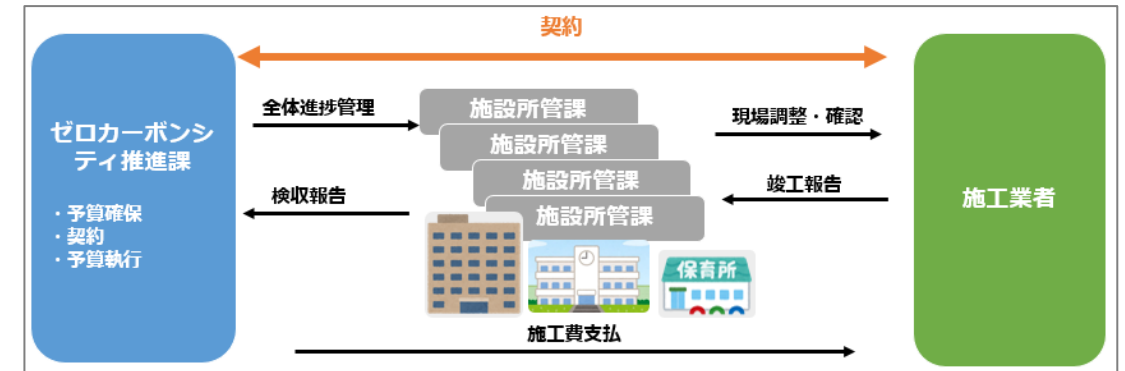 契約
ゼロカーボンシ
ティ推進課
・予算確保
・契約
・予算執行
全体進捗管理
検収報告
施設所管課
施設所管課
施設所管課
施設所管課
保育所
現場調整・確認
竣工報告
施工業者
施工費支払